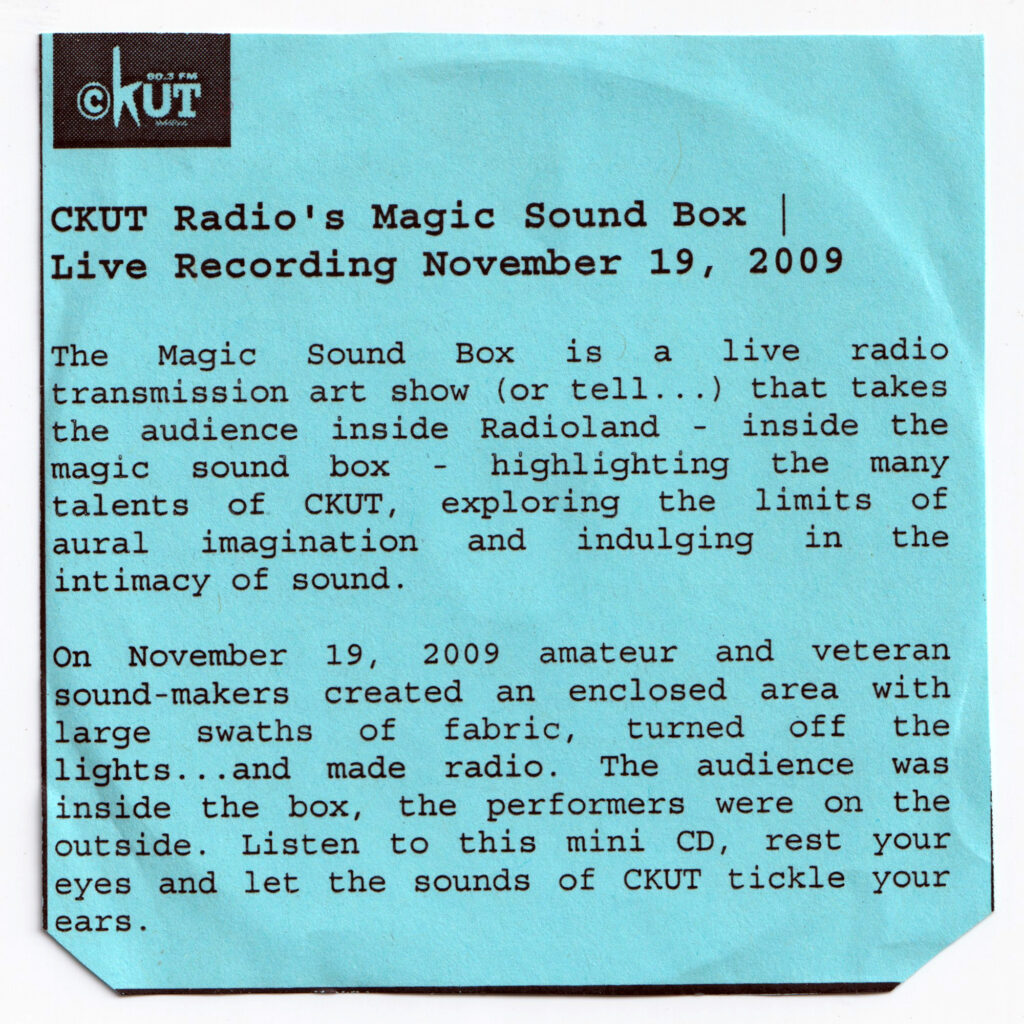 90.3 FM
©kUT
CKUT Radio's Magic Sound Box |
Live Recording November 19, 2009
The Magic Sound Box is a live radio
transmission art show (or tell...) that takes
the audience inside Radioland - inside the
magic sound box - highlighting the many
talents of CKUT, exploring the limits of
aural imagination and indulging in the
intimacy of sound.
On November 19, 2009 amateur and veteran
sound-makers created an enclosed area with
large swaths of fabric, turned off the
lights...and made radio. The audience was
inside the box, the performers were on the
outside. Listen to this mini CD, rest your
eyes and let the sounds of CKUT tickle your
ears.